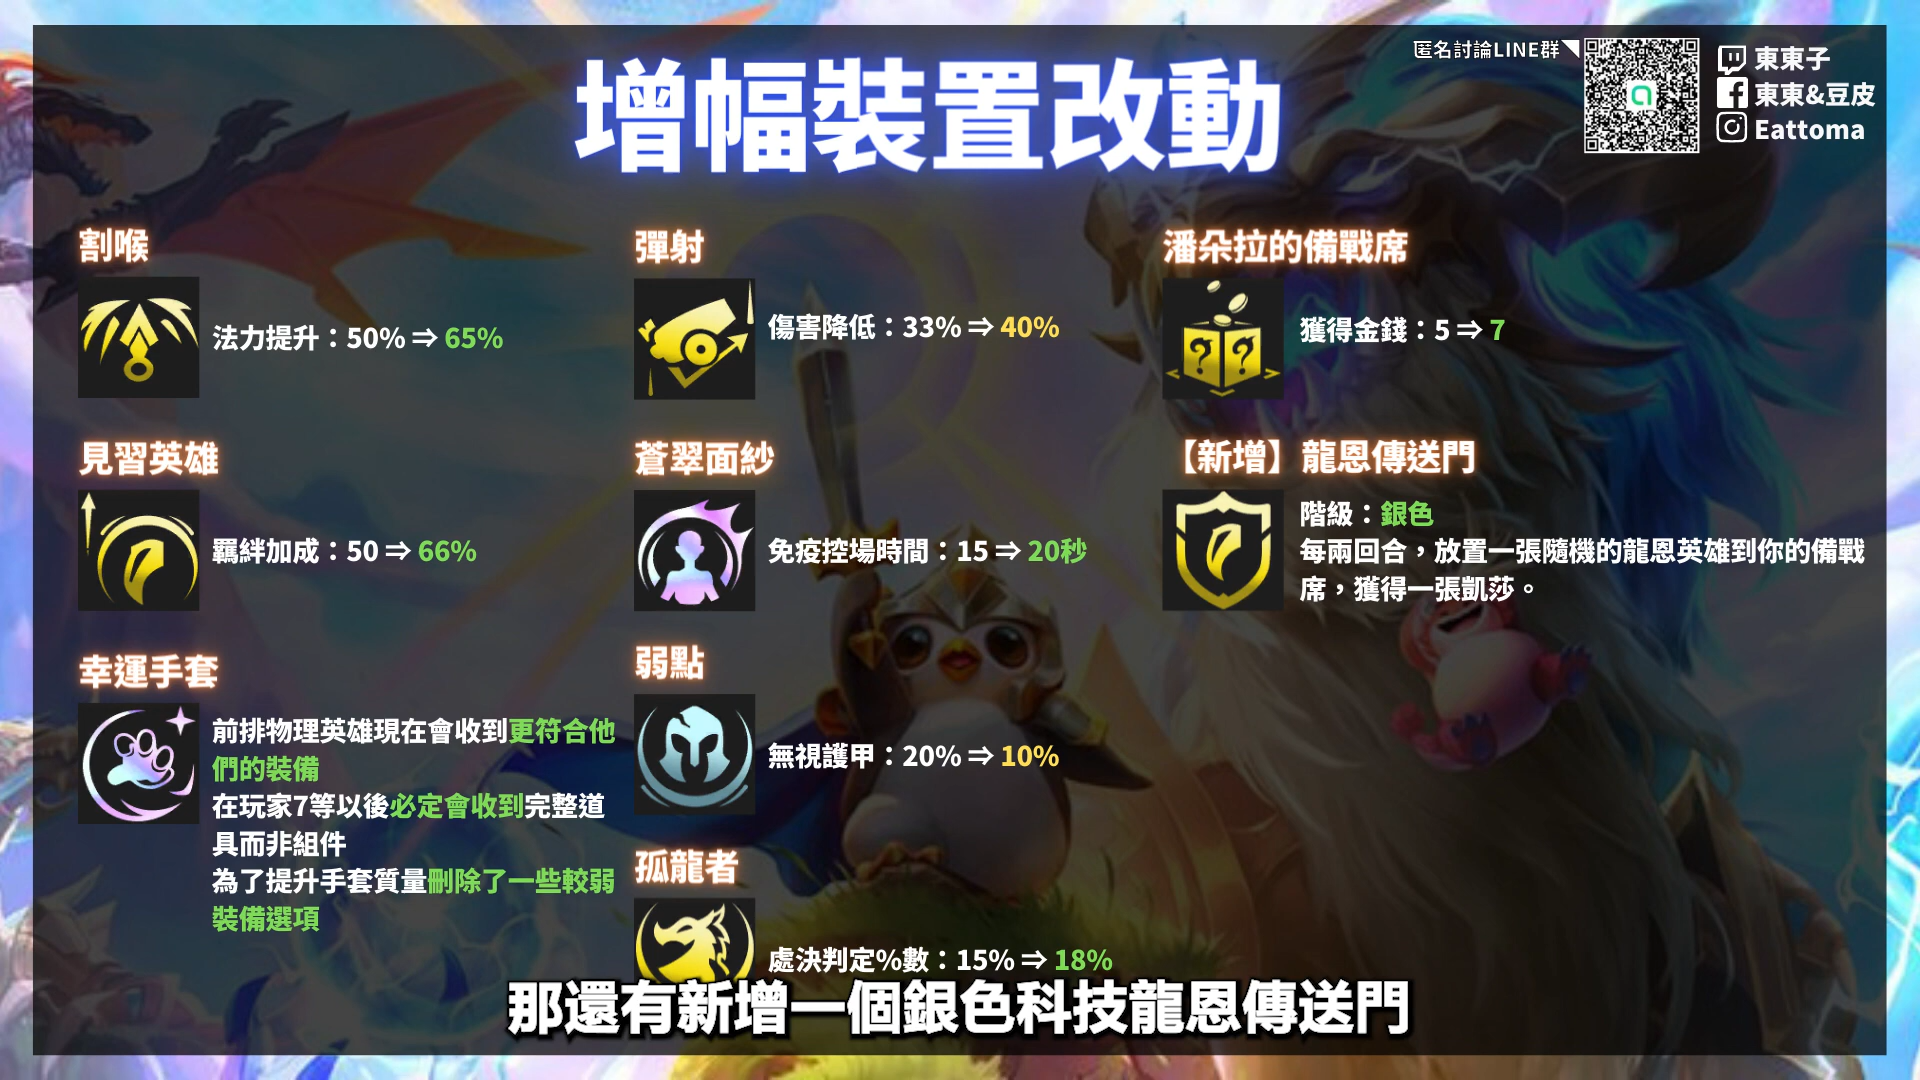 匿名討論LINE群
東東子
東東&豆皮
Eattoma
增幅裝置改動
割喉
法力提升：50% ⇒ 65%
見習英雄
羈絆加成：50 ⇒ 66%
幸運手套
前排物理英雄現在會收到更符合他
們的裝備
在玩家7等以後必定會收到完整道
具而非組件
為了提升手套質量刪除了一些較弱
裝備選項
彈射
傷害降低：33% ⇒ 40%
蒼翠面紗
免疫控場時間：15 ⇒ 20秒
弱點
無視護甲：20% ⇒ 10%
孤龍者
處決判定%數：15% ⇒ 18%
潘朵拉的備戰席
獲得金錢：5 ⇒ 7
【新增】龍恩傳送門
階級：銀色
每兩回合，放置一張隨機的龍恩英雄到你的備戰
席，獲得一張凱莎。
那還有新增一個銀色科技龍恩傳送門